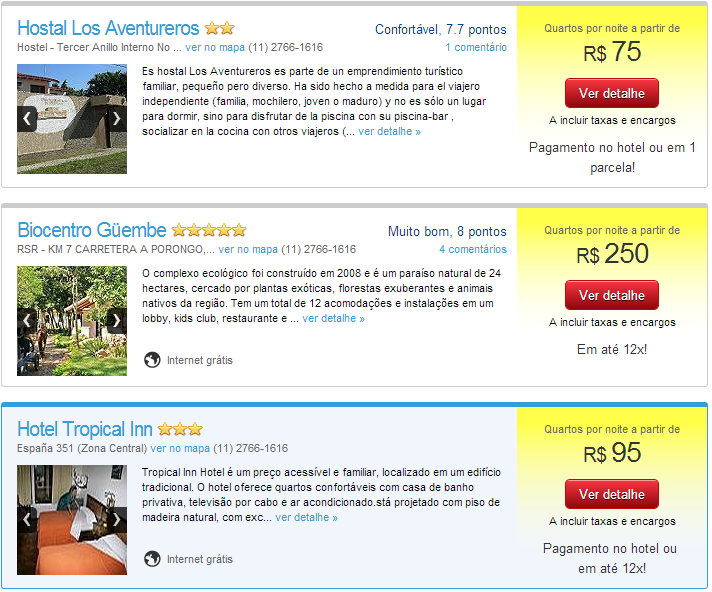 Hostal Los Aventureros
Confortável, 7.7 pontos
Hostel - Tercer Anillo Interno No ... ver no mapa (11) 2766-1616
1 comentário
Es hostal Los Aventureros es parte de un emprendimiento turístico
familiar, pequeño pero diverso. Ha sido hecho a medida para el viajero
independiente (familia, mochilero, joven o maduro) y no es sólo un lugar
para dormir, sino para disfrutar de la piscina con su piscina-bar ,
socializar en la cocina con otros viajeros (... ver detalhe »
Quartos por noite a partir de
R$ 75
Ver detalhe
A incluir taxas e encargos
Pagamento no hotel ou em 1
parcela!
Biocentro Güembe
Muito bom, 8 pontos
RSR - KM 7 CARRETERA A PORONGO,... ver no mapa (11) 2766-1616
4 comentários
O complexo ecológico foi construído em 2008 e é um paraíso natural de 24
hectares, cercado por plantas exóticas, florestas exuberantes e animais
nativos da região. Tem um total de 12 acomodações e instalações em um
lobby, kids club, restaurante e ... ver detalhe »
Internet grátis
Quartos por noite a partir de
R$ 250
Ver detalhe
A incluir taxas e encargos
Em até 12x!
Hotel Tropical Inn
España 351 (Zona Central) ver no mapa (11) 2766-1616
Tropical Inn Hotel é um preço acessível e familiar, localizado em um edifício
tradicional. O hotel oferece quartos confortáveis com casa de banho
privativa, televisão por cabo e ar acondicionado.stá projetado com piso de
madeira natural, com exc... ver detalhe »
Internet grátis
Quartos por noite a partir de
R$ 95
Ver detalhe
A incluir taxas e encargos
Pagamento no hotel ou
em até 12x!